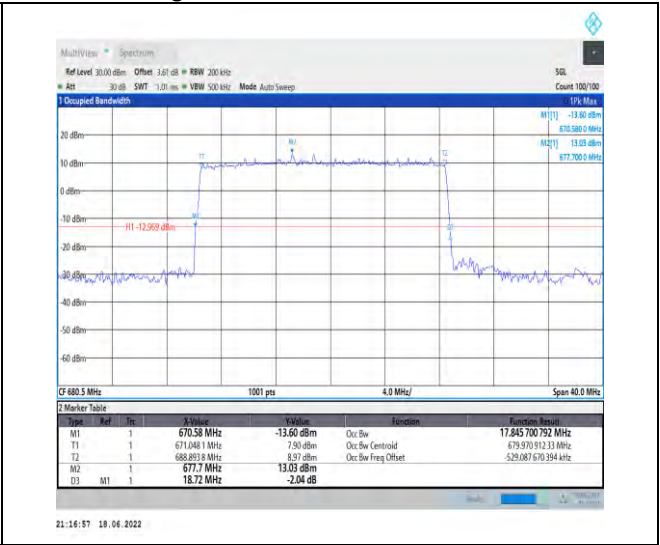 MultiView Spectrum
Ref Level 30.00 dBm Offset 3.61 dB RBW 200 kHz SGL
Att 30 dB SWT 1.01 ms VBW 500 kHz Mode Auto Sweep Count 100/100
1 Occupied Bandwidth 1Pk Max
M1[1] -13.60 dBm
670.580 0 MHz
M2[1] 13.03 dBm
677.700 0 MHz
20 dBm
M2
T1 T2
10 dBm
0 dBm
-10 dBm
M1
H1 -12.969 dBm
D3
-20 dBm
-30 dBm
-40 dBm
-50 dBm
-60 dBm
CF 680.5 MHz 1001 pts 4.0 MHz/ Span 40.0 MHz
2 Marker Table
Type Ref Trc X-Value Y-Value Function Function Result
M1 1 670.58 MHz -13.60 dBm Occ Bw 17.845 700 792 MHz
T1 1 671.048 1 MHz 7.90 dBm Occ Bw Centroid 679.970 912 33 MHz
T2 1 688.893 8 MHz 8.97 dBm Occ Bw Freq Offset -529.087 670 394 kHz
M2 1 677.7 MHz 13.03 dBm
D3 M1 1 18.72 MHz -2.04 dB
21:16:57 18.06.2022